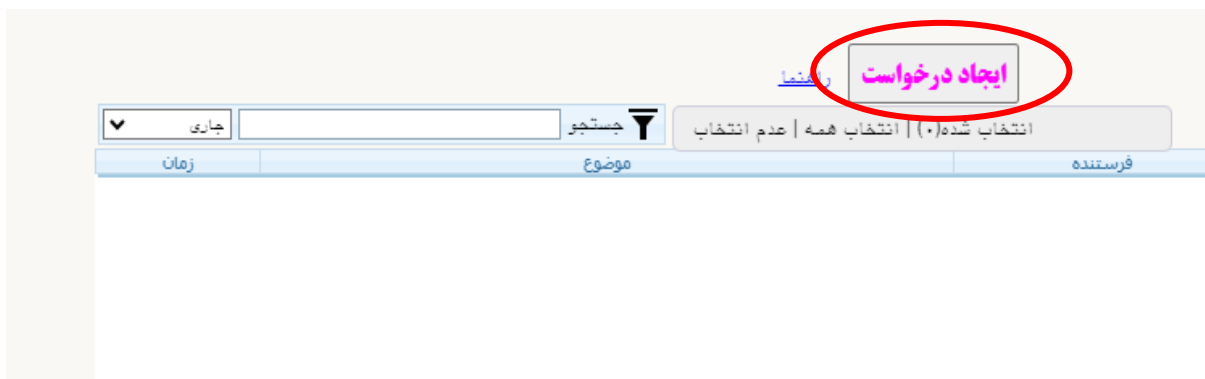 ایجاد درخواست راهنما
انتخاب شده(۰) | انتخاب همه | عدم انتخاب جستجو جاری
فرستنده موضوع زمان